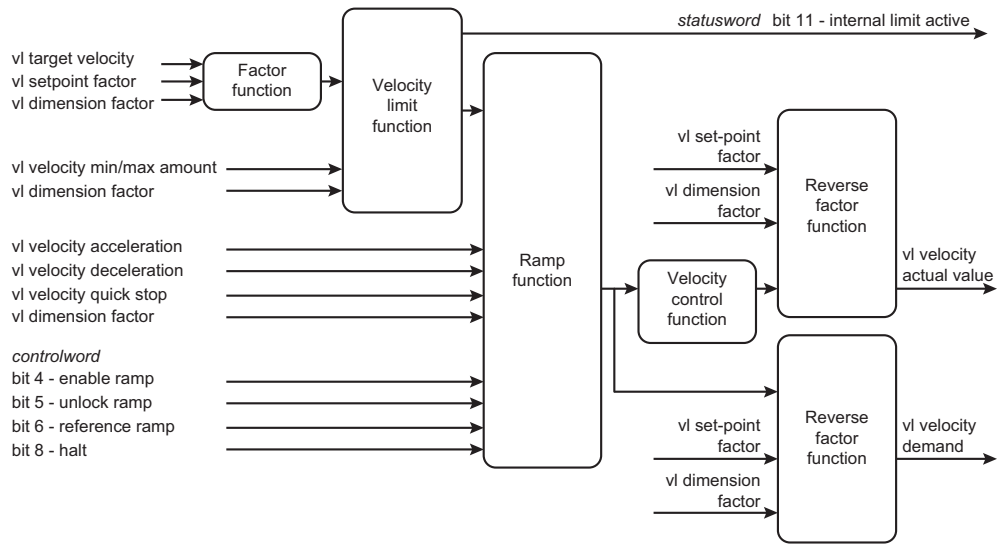 statusword bit 11 - internal limit active
vl target velocity
vl setpoint factor
vl dimension factor
Factor
function
Velocity
limit
function
vl velocity min/max amount
vl dimension factor
vl velocity acceleration
vl velocity deceleration
vl velocity quick stop
vl dimension factor
controlword
bit 4 - enable ramp
bit 5 - unlock ramp
bit 6 - reference ramp
bit 8 - halt
Ramp
function
Velocity
control
function
vl set-point
factor
vl dimension
factor
Reverse
factor
function
vl velocity
actual value
vl set-point
factor
vl dimension
factor
Reverse
factor
function
vl velocity
demand